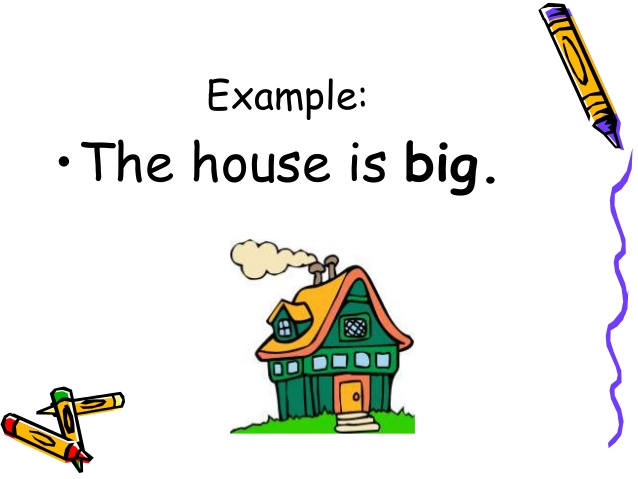 Example:
• The house is big.